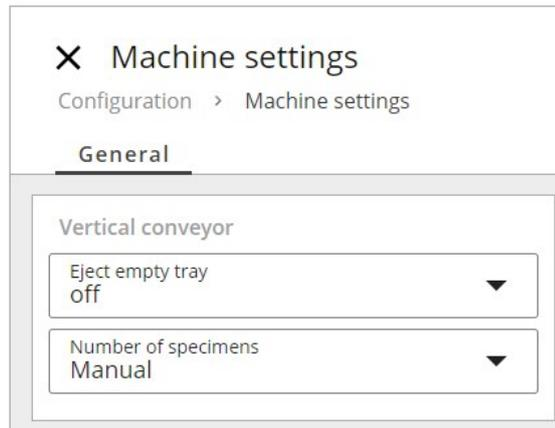 Machine settings
Configuration > Machine settings
General
Vertical conveyor
Eject empty tray
off
Number of specimens
Manual